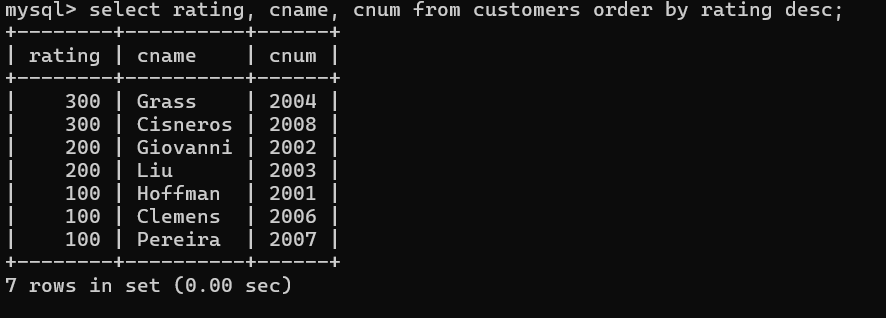 mysql> select rating, cname, cnum from customers order by rating desc;
+--------+----------+------+
| rating | cname    | cnum |
+--------+----------+------+
|    300 | Grass    | 2004 |
|    300 | Cisneros | 2008 |
|    200 | Giovanni | 2002 |
|    200 | Liu      | 2003 |
|    100 | Hoffman  | 2001 |
|    100 | Clemens  | 2006 |
|    100 | Pereira  | 2007 |
+--------+----------+------+
7 rows in set (0.00 sec)